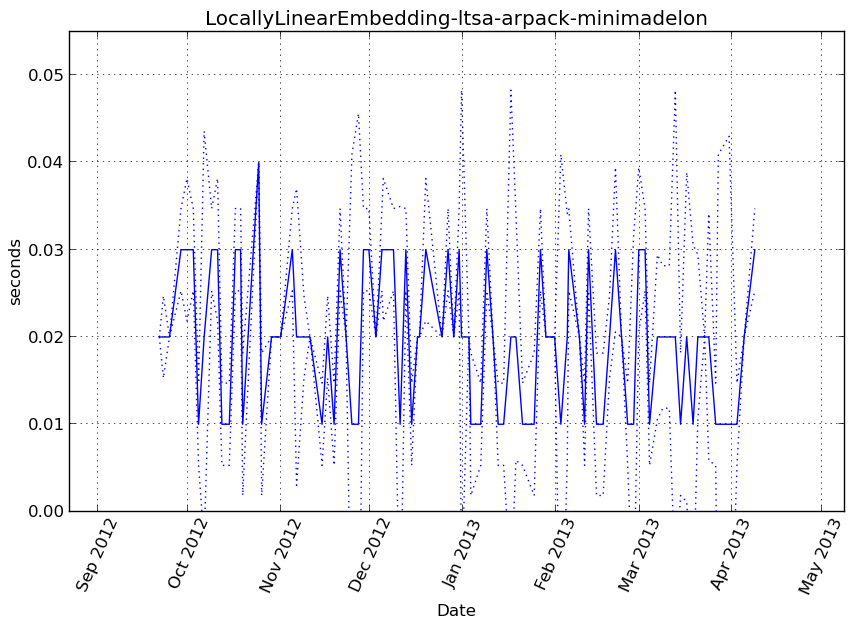 LocallyLinearEmbedding-ltsa-arpack-minimadelon
0.05
0.04
0.03
0.02
0.01
0.00
seconds
Sep 2012
Oct 2012
Nov 2012
Dec 2012
Jan 2013
Feb 2013
Mar 2013
Apr 2013
May 2013
Date